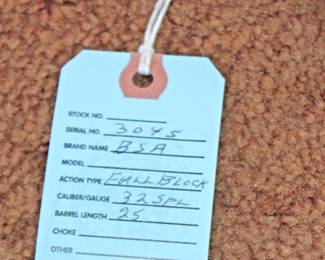 STOCK NO.
SERIAL NO. 3045
BRAND NAME BSA
MODEL
ACTION TYPE FALL BLOCK
CALIBER/GAUGE 32 SPL
BARREL LENGTH 25
CHOKE
OTHER